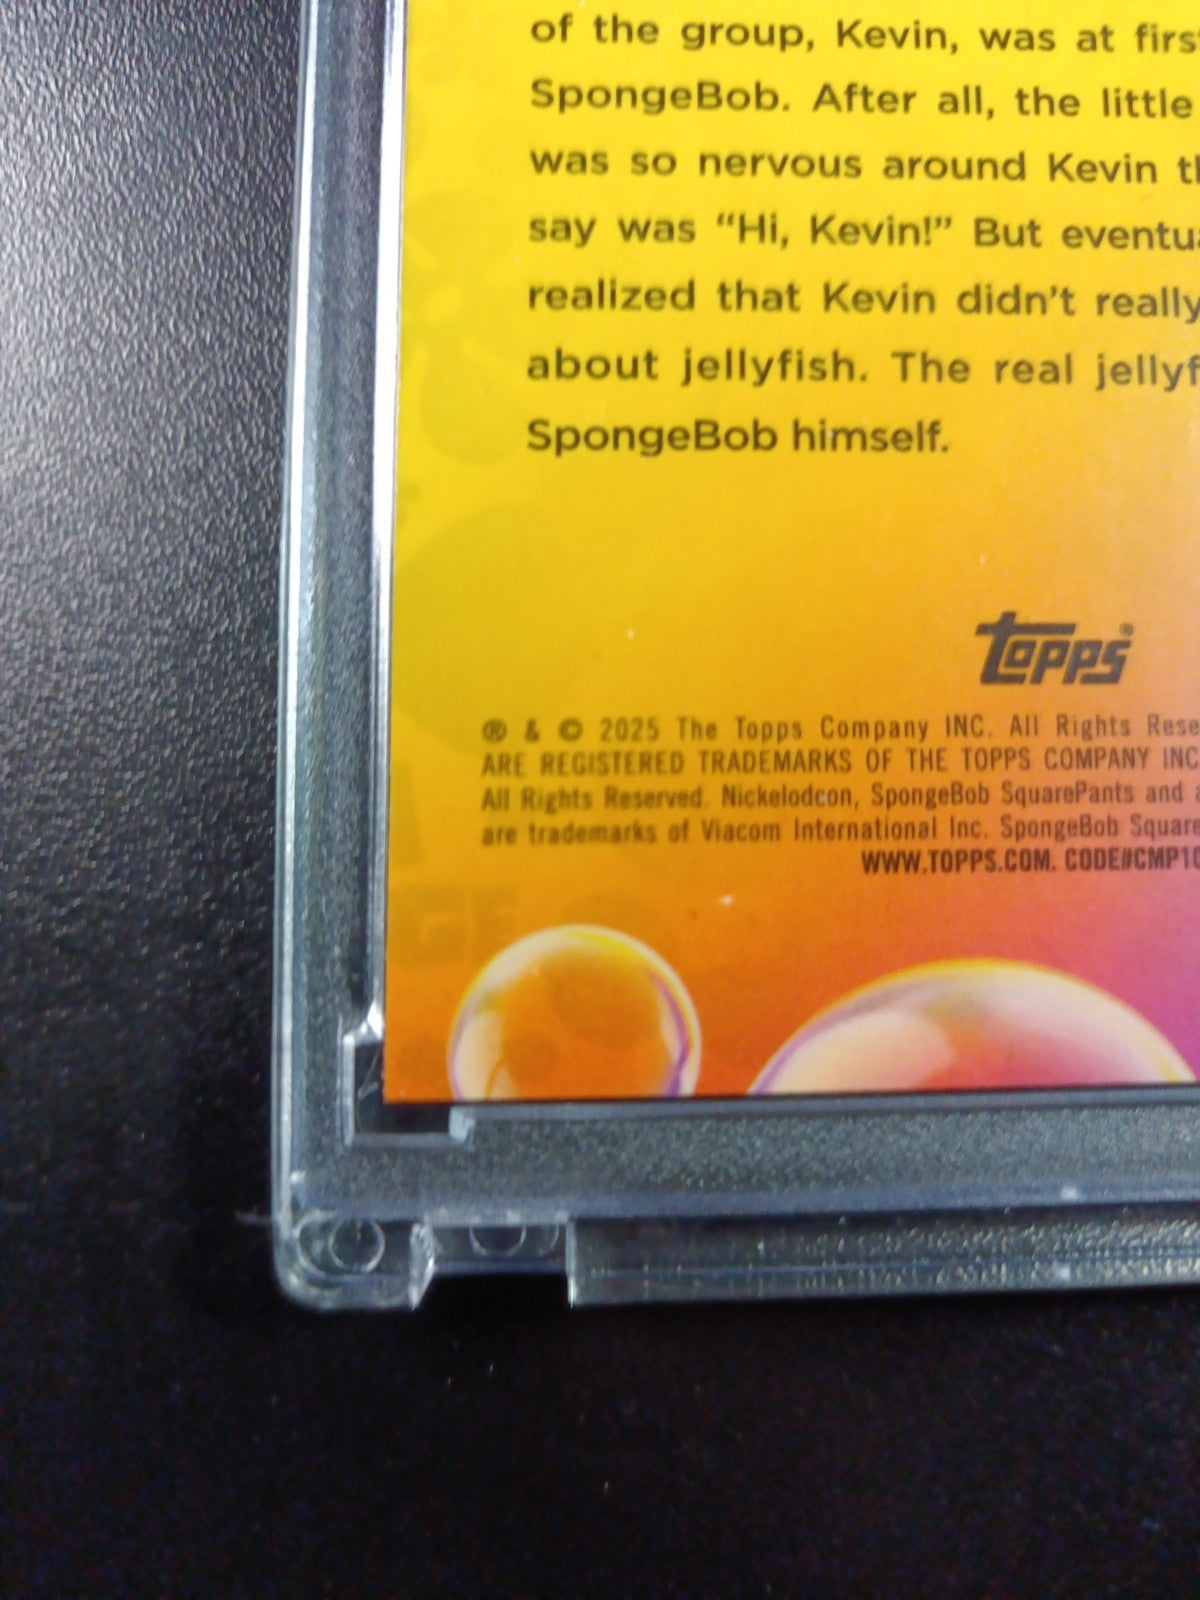 of the group, Kevin, was at first
SpongeBob. After all, the little
was so nervous around Kevin
say was “Hi, Kevin!” But
realized that Kevin didn’t really
about jellyfish. The real
SpongeBob himself.
TOPPS®
® & © 2025 The Topps Company INC. All Rights
ARE REGISTERED TRADEMARKS OF THE TOPPS COMPANY INC
All Rights Reserved. Nickelodeon, SpongeBob SquarePants and
are trademarks of Viacom International Inc. SpongeBob
WWW.TOPPS.COM. CODE#CMP10